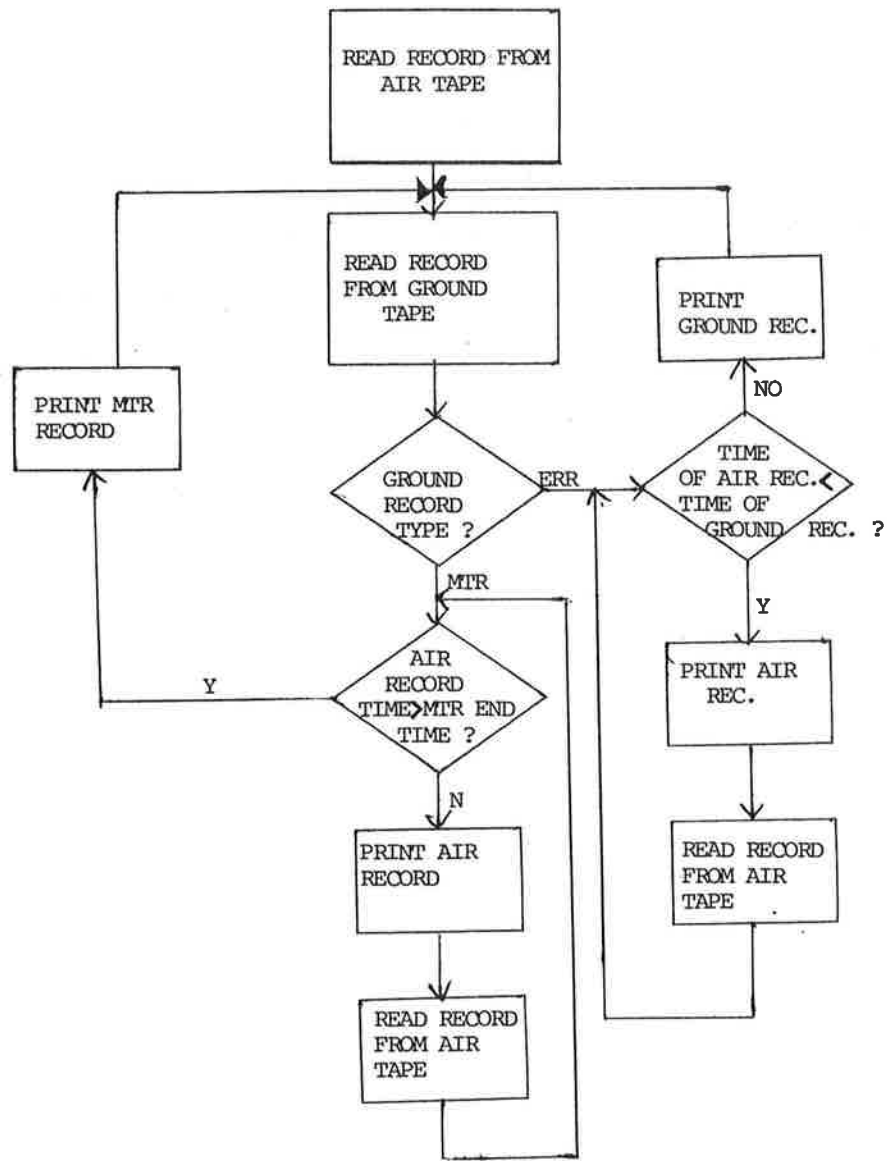 READ RECORD FROM
AIR TAPE
READ RECORD
FROM GROUND
TAPE
PRINT
GROUND REC.
PRINT MTR
RECORD
NO
GROUND
RECORD
TYPE ?
ERR
TIME
OF AIR REC.<
TIME OF
GROUND REC. ?
MTR
Y
AIR
RECORD
TIME>MTR END
TIME ?
Y
PRINT AIR
REC.
N
PRINT AIR
RECORD
READ RECORD
FROM AIR
TAPE
READ RECORD
FROM AIR
TAPE